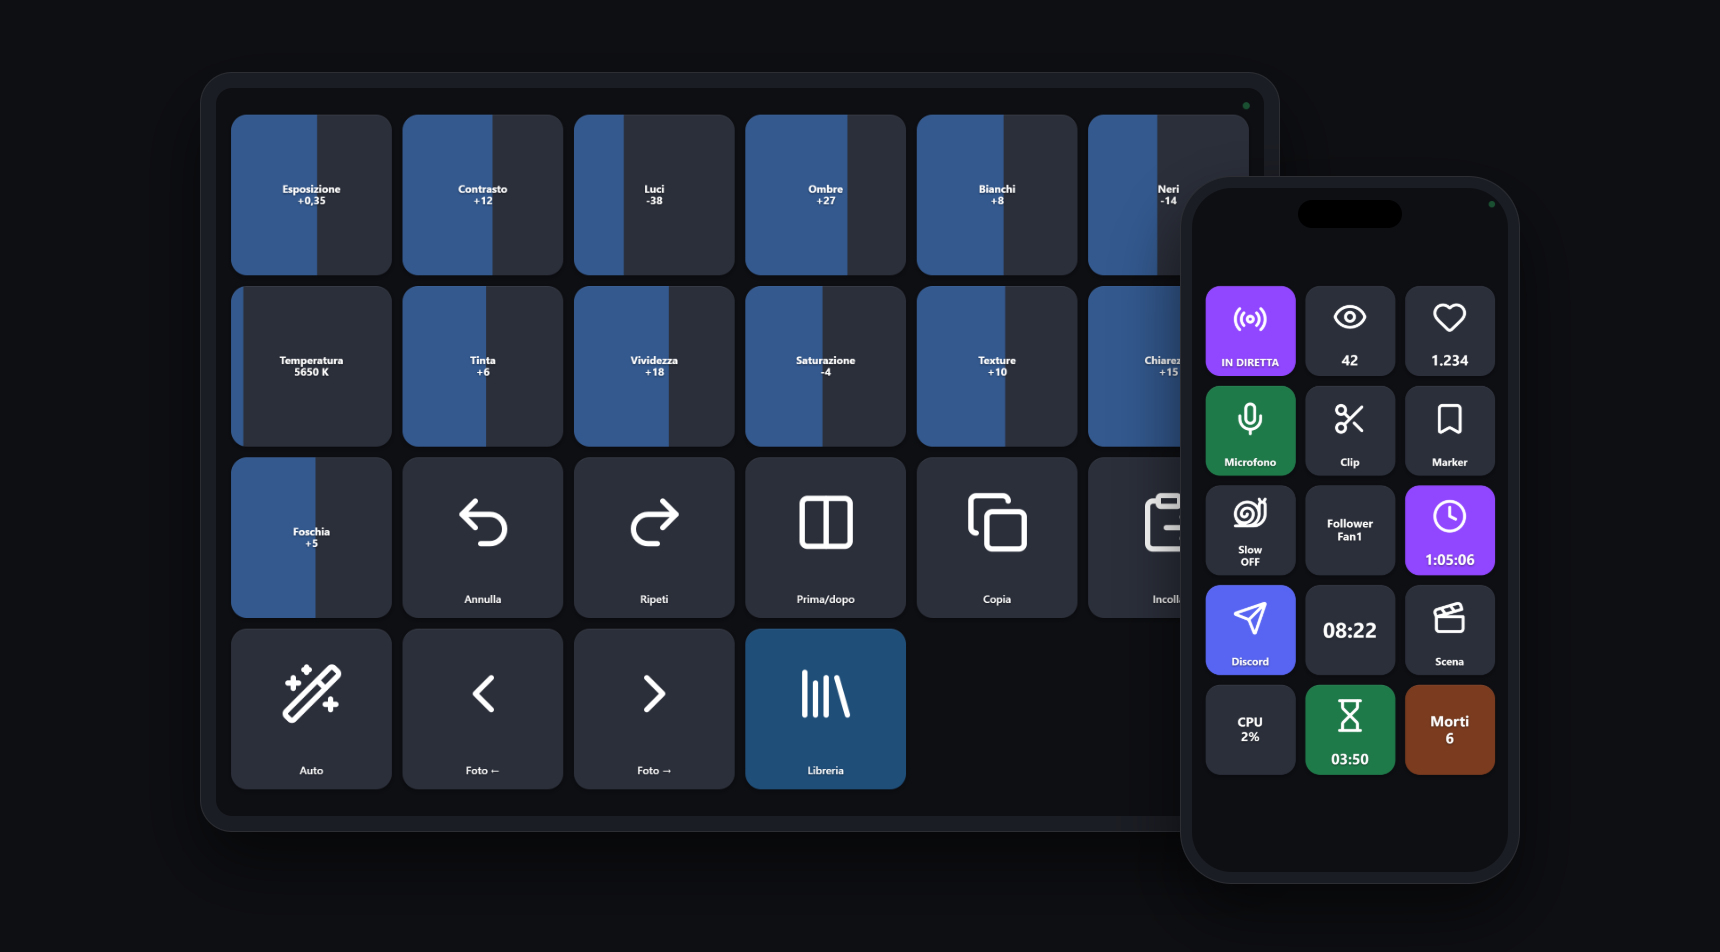 Esposizione
+0,35
Contrasto
+12
Luci
-38
Ombre
+27
Bianchi
+8
Neri
-14
Temperatura
5650 K
Tinta
+6
Vividezza
+18
Saturazione
-4
Texture
+10
Chiarez
+15
Foschia
+5
Annulla
Ripeti
Prima/dopo
Copia
Incoll
Auto
Foto ←
Foto →
Libreria
IN DIRETTA
42
1.234
Microfono
Clip
Marker
Slow
OFF
Follower
Fan1
1:05:06
Discord
08:22
Scena
CPU
2%
03:50
Morti
6